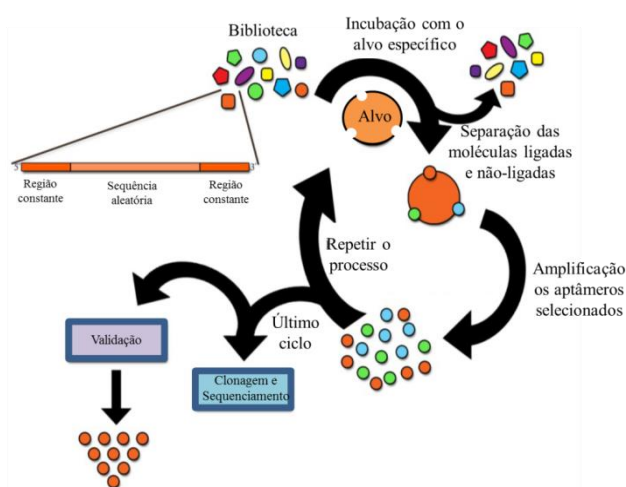 Biblioteca
Incubação com o
alvo específico
Alvo
Separação das
moléculas ligadas
e não-ligadas
5'
3'
Região
constante
Sequência
aleatória
Região
constante
Repetir o
processo
Amplificação
os aptâmeros
selecionados
Último
ciclo
Validação
Clonagem e
Sequenciamento